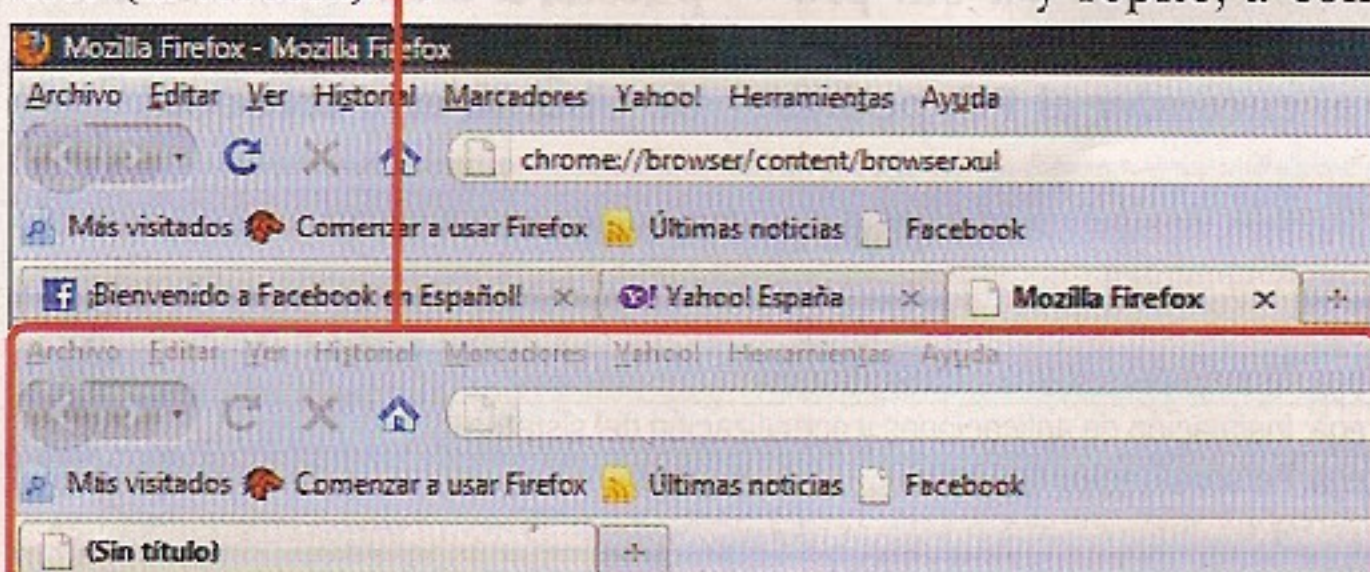 Mozilla Firefox - Mozilla Firefox
Archivo Editar Ver Historial Marcadores Yahoo! Herramientas Ayuda
chrome://browser/content/browser.xul
Más visitados Comenzar a usar Firefox Últimas noticias Facebook
¡Bienvenido a Facebook en Español! Yahoo! España Mozilla Firefox
Archivo Editar Ver Historial Marcadores Yahoo! Herramientas Ayuda
Más visitados Comenzar a usar Firefox Últimas noticias Facebook
(Sin título)